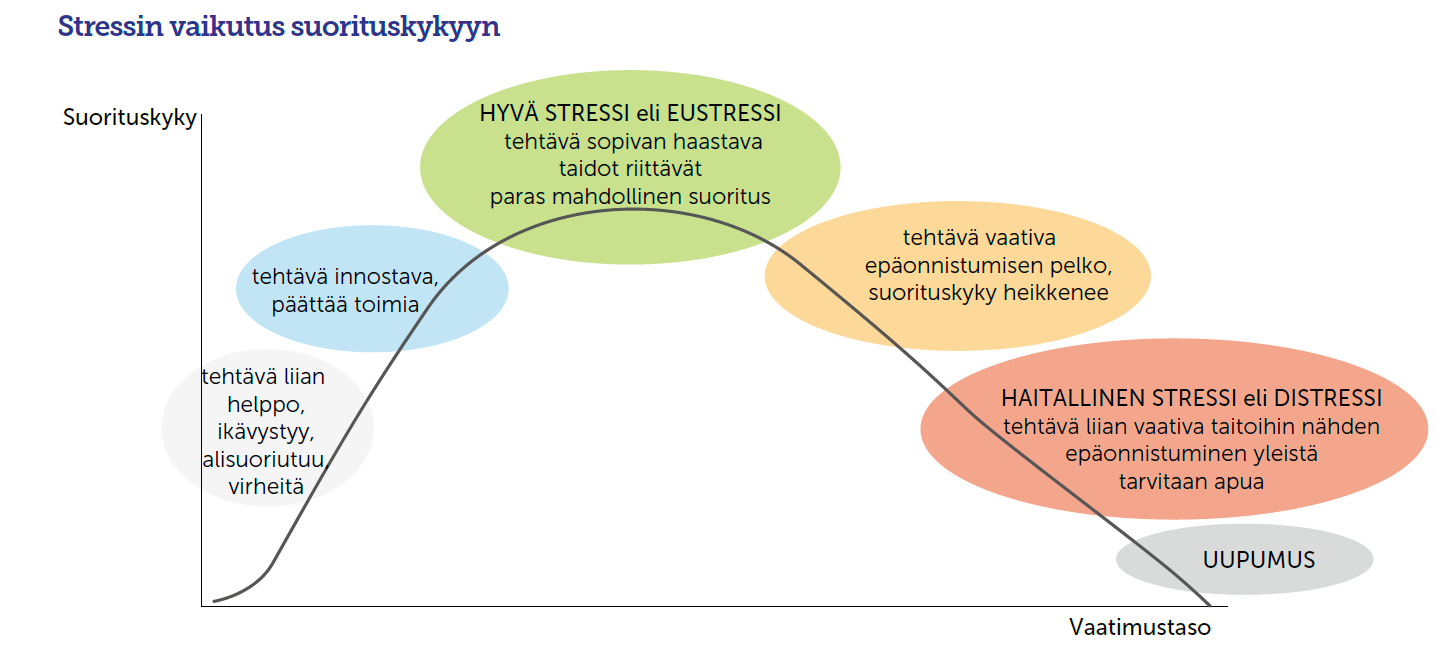 Stressin vaikutus suorituskykyyn
Suorituskyky
HYVÄ STRESSI eli EUSTRESSI
tehtävä sopivan haastava
taidot riittävät
paras mahdollinen suoritus
tehtävä innostava,
päättää toimia
tehtävä liian
helppo,
ikävystyy,
alisuoriutuu,
virheitä
tehtävä vaativa
epäonnistumisen pelko,
suorituskyky heikkenee
HAITALLINEN STRESSI eli DISTRESSI
tehtävä liian vaativa taitoihin nähden
epäonnistuminen yleistä
tarvitaan apua
UUPUMUS
Vaatimustaso